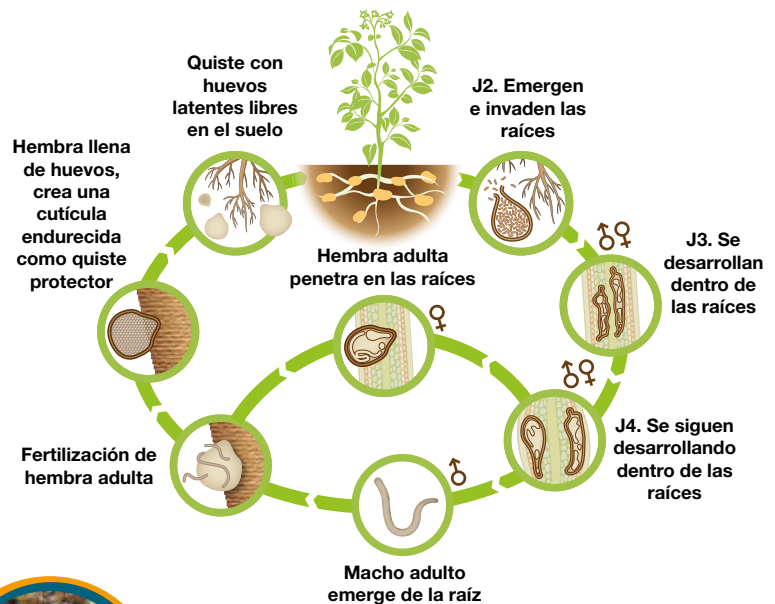 Quiste con
huevos
latentes libres
en el suelo
J2. Emergen
e invaden las
raíces
Hembra llena
de huevos,
crea una
cutícula
endurecida
como quiste
protector
Hembra adulta
penetra en las raíces
J3. Se
desarrollan
dentro de
las raíces
Fertilización de
hembra adulta
J4. Se siguen
desarrollando
dentro de las
raíces
Macho adulto
emerge de la raíz